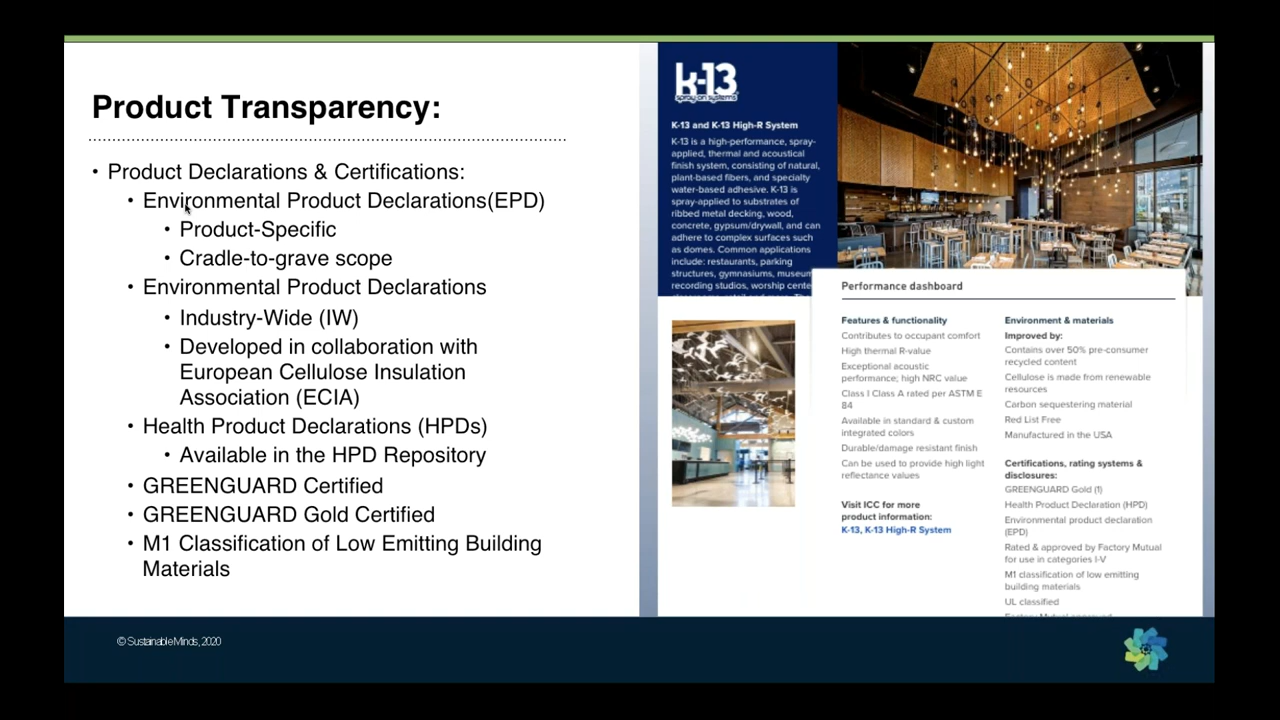 Product Transparency:
• Product Declarations & Certifications:
• Environmental Product Declarations(EPD)
• Product-Specific
• Cradle-to-grave scope
• Environmental Product Declarations
• Industry-Wide (IW)
• Developed in collaboration with
European Cellulose Insulation
Association (ECIA)
• Health Product Declarations (HPDs)
• Available in the HPD Repository
• GREENGUARD Certified
• GREENGUARD Gold Certified
• M1 Classification of Low Emitting Building
Materials
k-13
spray-on systems
K-13 and K-13 High-R System
K-13 is a high-performance, spray-
applied, thermal and acoustical
finish system, consisting of natural,
plant-based fibers, and specialty
water-based adhesive. K-13 is
spray-applied to substrates of
ribbed metal decking, wood,
concrete, gypsum/drywall, and can
adhere to complex surfaces such
as domes. Common applications
include: restaurants, parking
structures, gymnasiums, museum
recording studios, worship cente
Performance dashboard
Features & functionality
Contributes to occupant comfort
High thermal R-value
Exceptional acoustic
performance; high NRC value
Class I Class A rated per ASTM E
84
Available in standard & custom
integrated colors
Durable/damage resistant finish
Can be used to provide high light
reflectance values
Visit ICC for more
product information:
K-13, K-13 High-R System
Environment & materials
Improved by:
Contains over 50% pre-consumer
recycled content
Cellulose is made from renewable
resources
Carbon sequestering material
Red List Free
Manufactured in the USA
Certifications, rating systems &
disclosures:
GREENGUARD Gold (1)
Health Product Declaration (HPD)
Environmental product declaration
(EPD)
Rated & approved by Factory Mutual
for use in categories I-V
M1 classification of low emitting
building materials
UL classified
© SustainableMinds, 2020